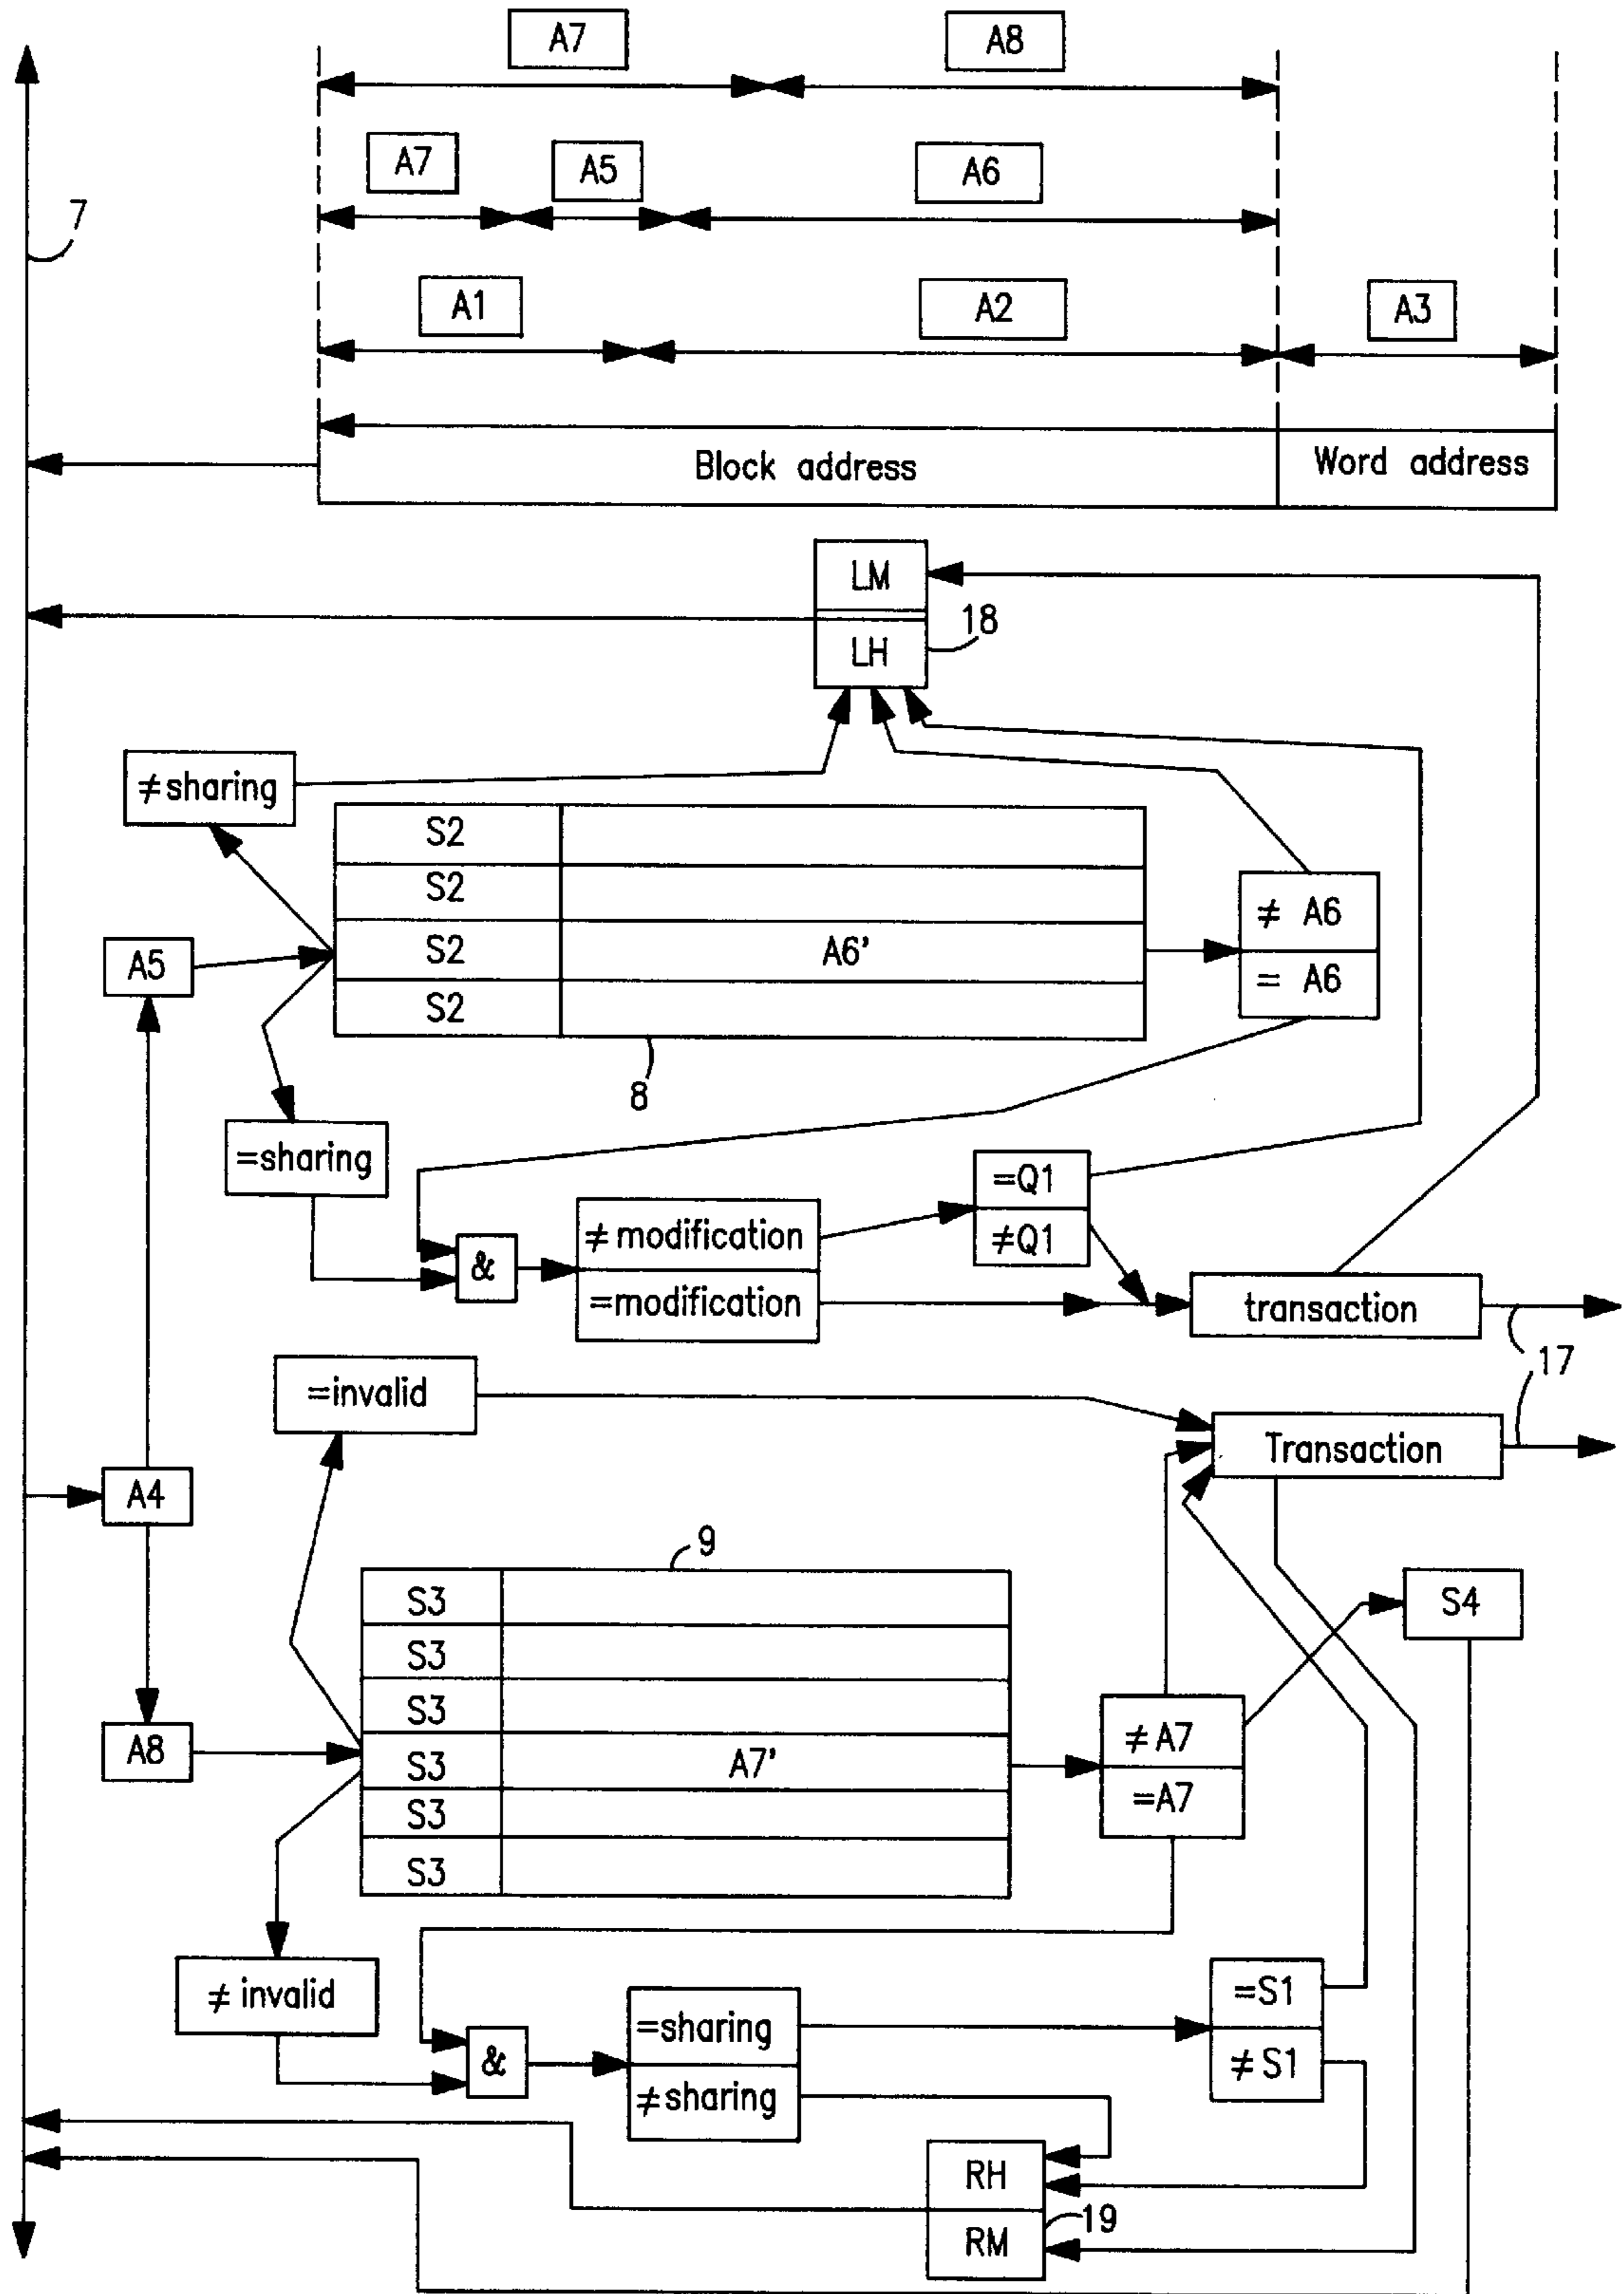 A7 A8
A7 A5 A6
7
A1 A2 A3
Block address Word address
LM
LH
18
≠sharing
S2
S2
S2 A6'
S2
8
A5
≠ A6
= A6
=sharing
&
≠modification
=modification
=Q1
≠Q1
transaction
17
=invalid
Transaction
A4
9
S3
S3
S3
S3 A7'
S3
S3
S4
A8
≠A7
=A7
≠ invalid
&
=sharing
≠sharing
=S1
≠S1
RH
RM
19